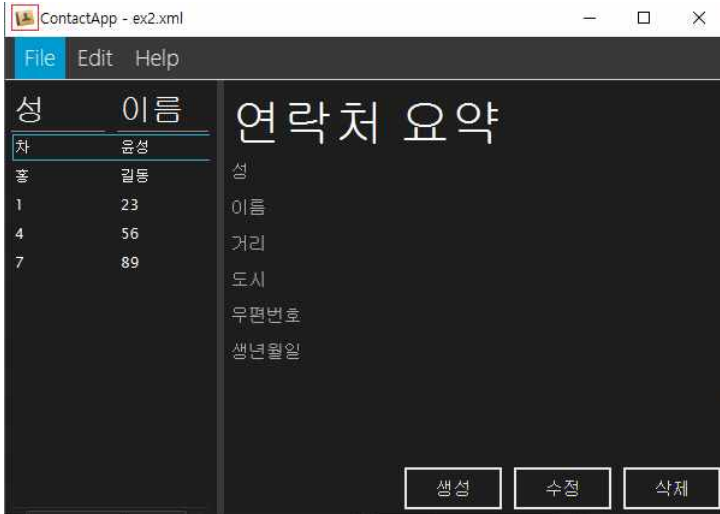 ContactApp - ex2.xml
File Edit Help
성 이름
차 윤성
홍 길동
1 23
4 56
7 89
연락처 요약
성
이름
거리
도시
우편번호
생년월일
생성 수정 삭제